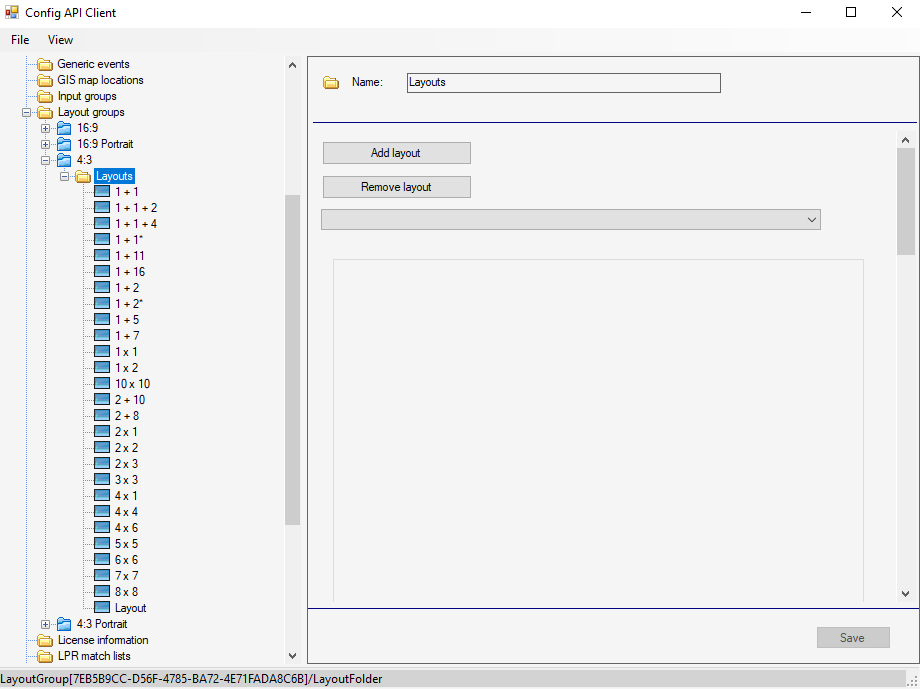 Config API Client
File View
Generic events
GIS map locations
Input groups
Layout groups
16:9
16:9 Portrait
4:3
Layouts
1 + 1
1 + 1 + 2
1 + 1 + 4
1 + 1*
1 + 11
1 + 16
1 + 2
1 + 2*
1 + 5
1 + 7
1 x 1
1 x 2
10 x 10
2 + 10
2 + 8
2 x 1
2 x 2
2 x 3
3 x 3
4 x 1
4 x 4
4 x 6
5 x 5
6 x 6
7 x 7
8 x 8
Layout
4:3 Portrait
License information
LPR match lists
Name: Layouts
Add layout
Remove layout
Save
LayoutGroup[7EB5B9CC-D56F-4785-BA72-4E71FADA8C6B]/LayoutFolder